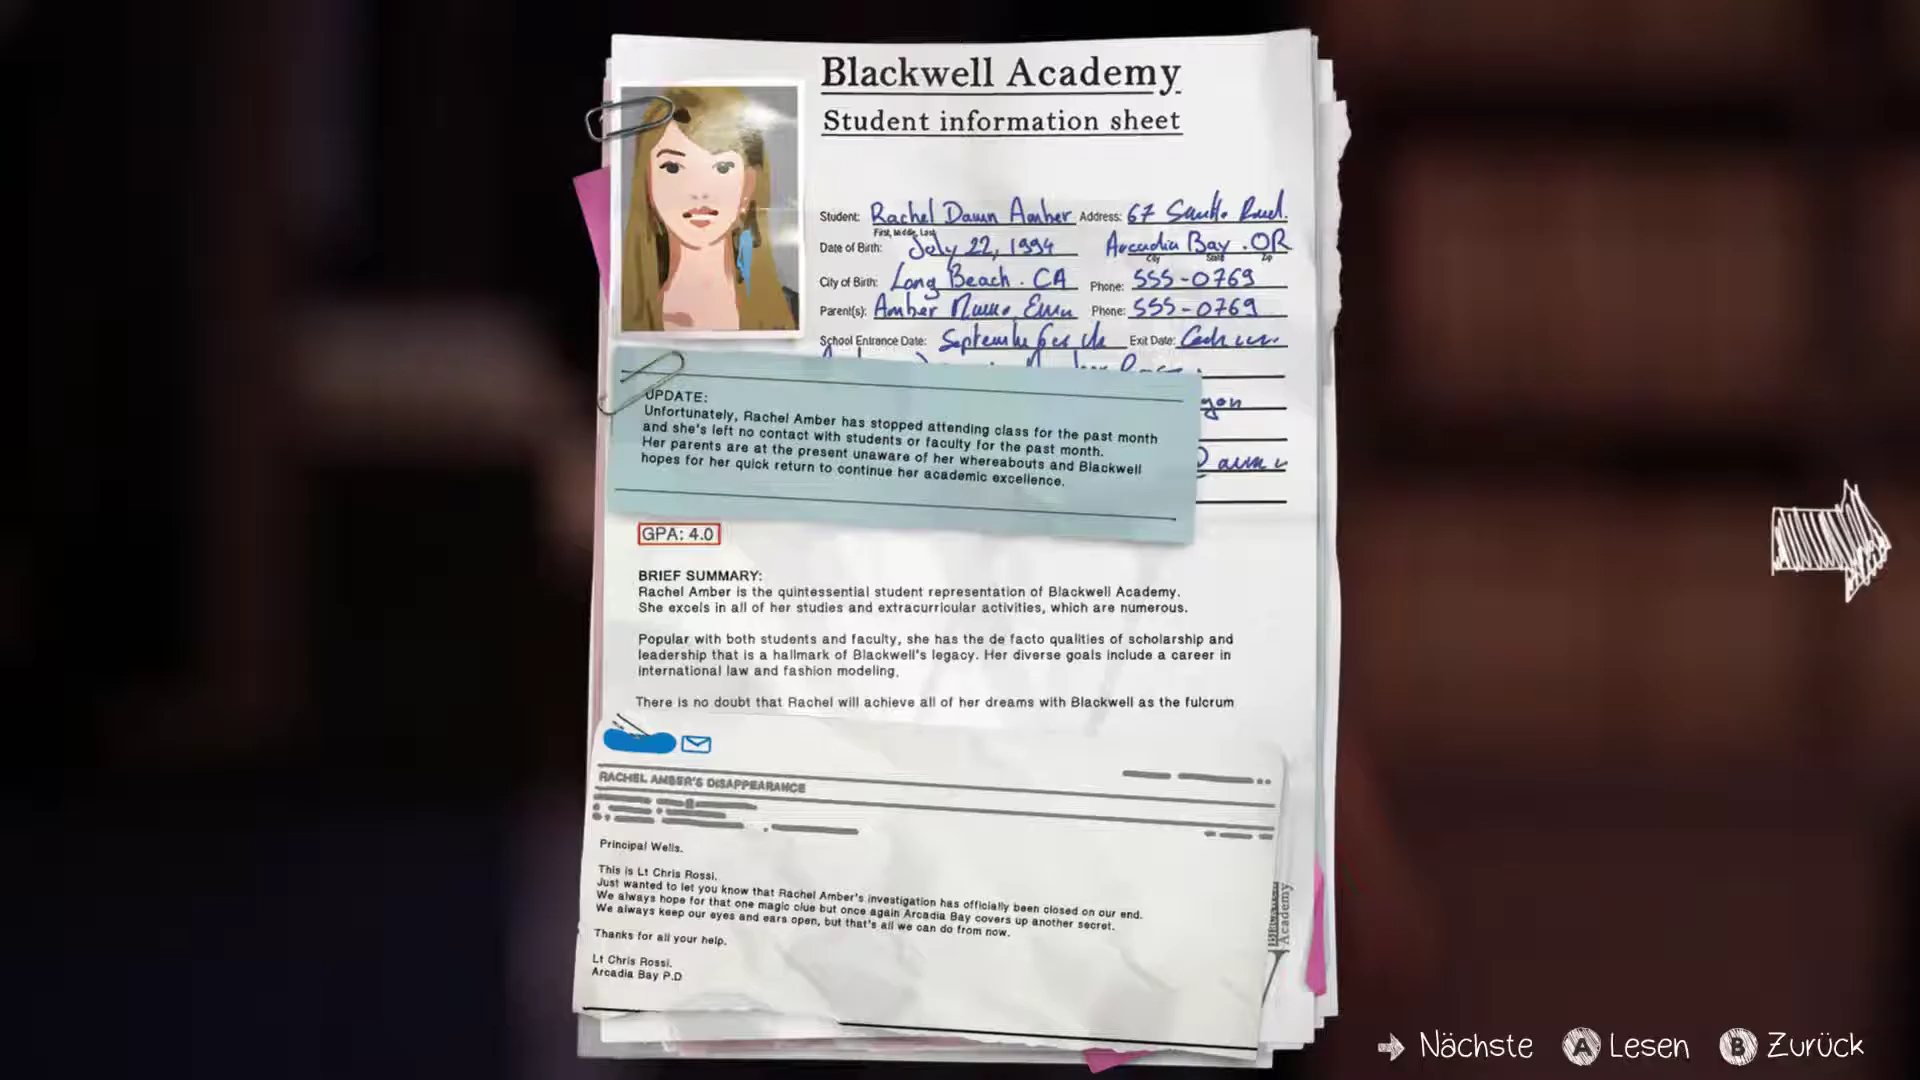 Blackwell Academy
Student information sheet
Student: Rachel Dawn Amber Address: 67
First, Middle, Last
Date of Birth: July 22, 1994 Arcadia Bay . OR
City State Zip
City of Birth: Long Beach . CA Phone: 555-0769
Parent(s): Amber Phone: 555-0769
School Entrance Date: Exit Date:
UPDATE:
Unfortunately, Rachel Amber has stopped attending class for the past month
and she's left no contact with students or faculty for the past month.
Her parents are at the present unaware of her whereabouts and Blackwell
hopes for her quick return to continue her academic excellence.
GPA: 4.0
BRIEF SUMMARY:
Rachel Amber is the quintessential student representation of Blackwell Academy.
She excels in all of her studies and extracurricular activities, which are numerous.
Popular with both students and faculty, she has the de facto qualities of scholarship and
leadership that is a hallmark of Blackwell's legacy. Her diverse goals include a career in
international law and fashion modeling.
There is no doubt that Rachel will achieve all of her dreams with Blackwell as the fulcrum
RACHEL AMBER'S DISAPPEARANCE
Principal Wells.
This is Lt Chris Rossi.
Just wanted to let you know that Rachel Amber's investigation has officially been closed on our end.
We always hope for that one magic clue but once again Arcadia Bay covers up another secret.
We always keep our eyes and ears open, but that's all we can do from now.
Thanks for all your help.
Lt Chris Rossi.
Arcadia Bay P.D
Blackwell
Academy
Nächste A Lesen B Zurück